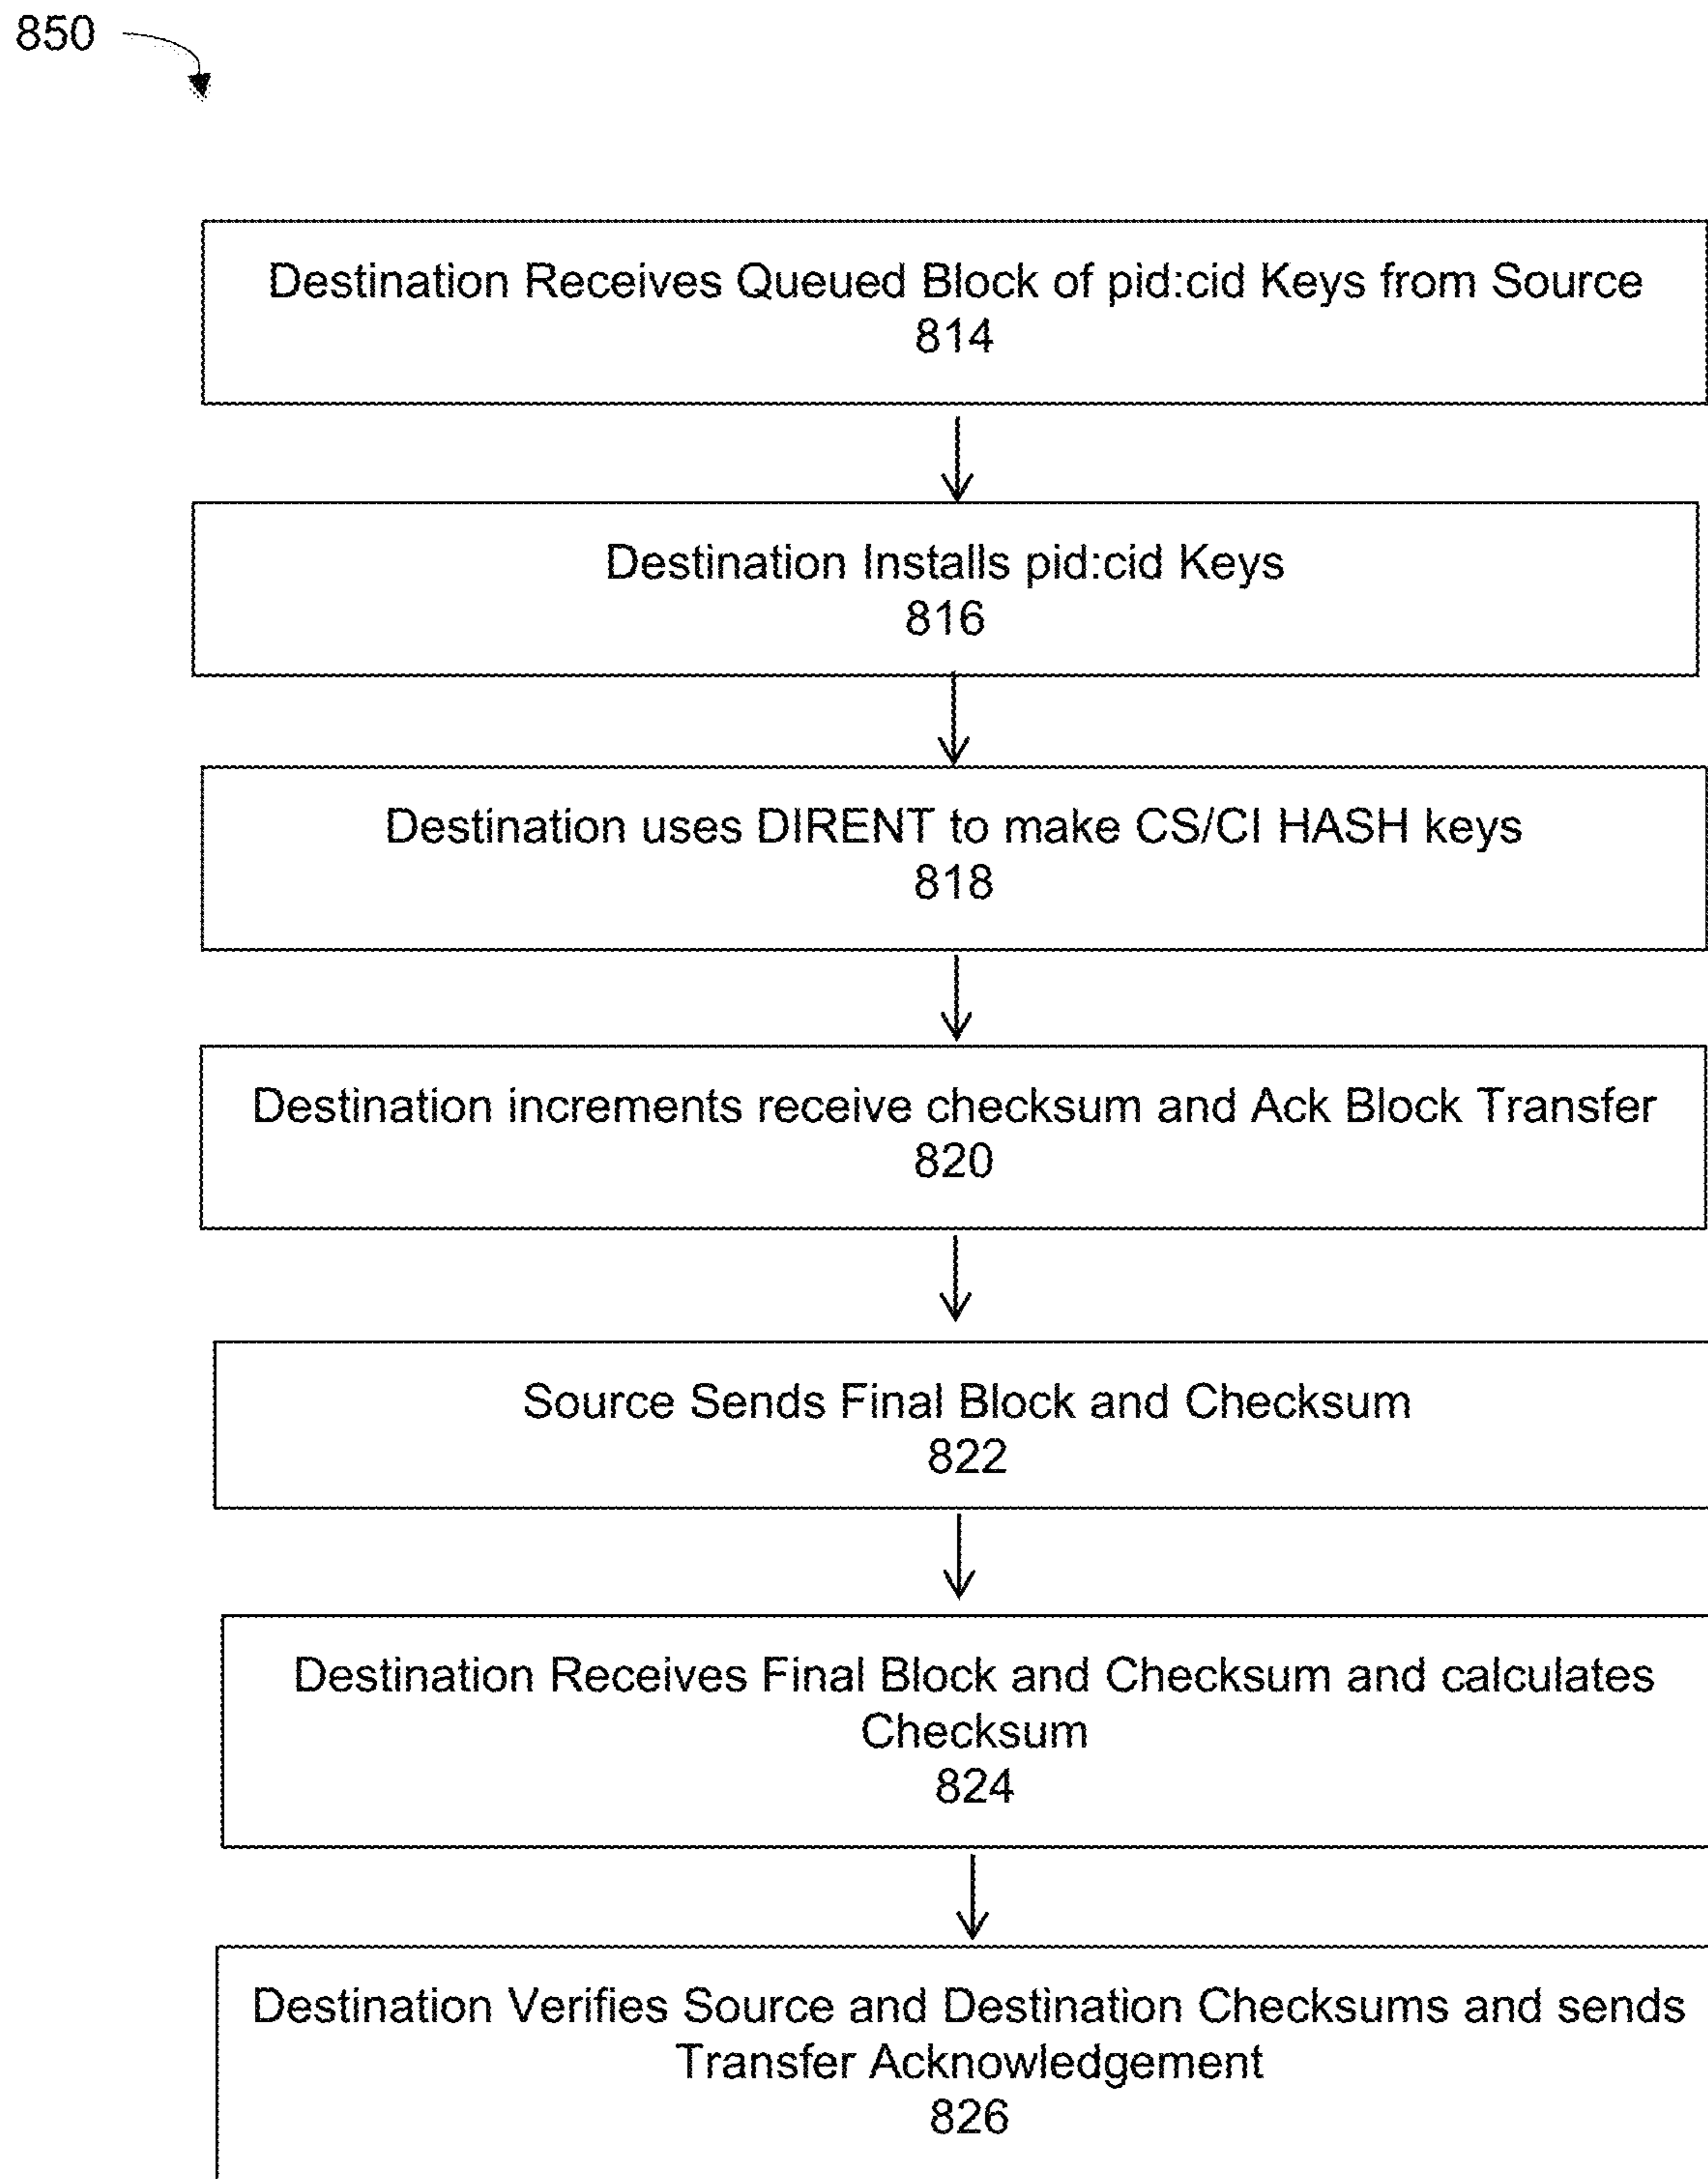 850
Destination Receives Queued Block of pid:cid Keys from Source
814
Destination Installs pid:cid Keys
816
Destination uses DIRENT to make CS/CI HASH keys
818
Destination increments receive checksum and Ack Block Transfer
820
Source Sends Final Block and Checksum
822
Destination Receives Final Block and Checksum and calculates
Checksum
824
Destination Verifies Source and Destination Checksums and sends
Transfer Acknowledgement
826